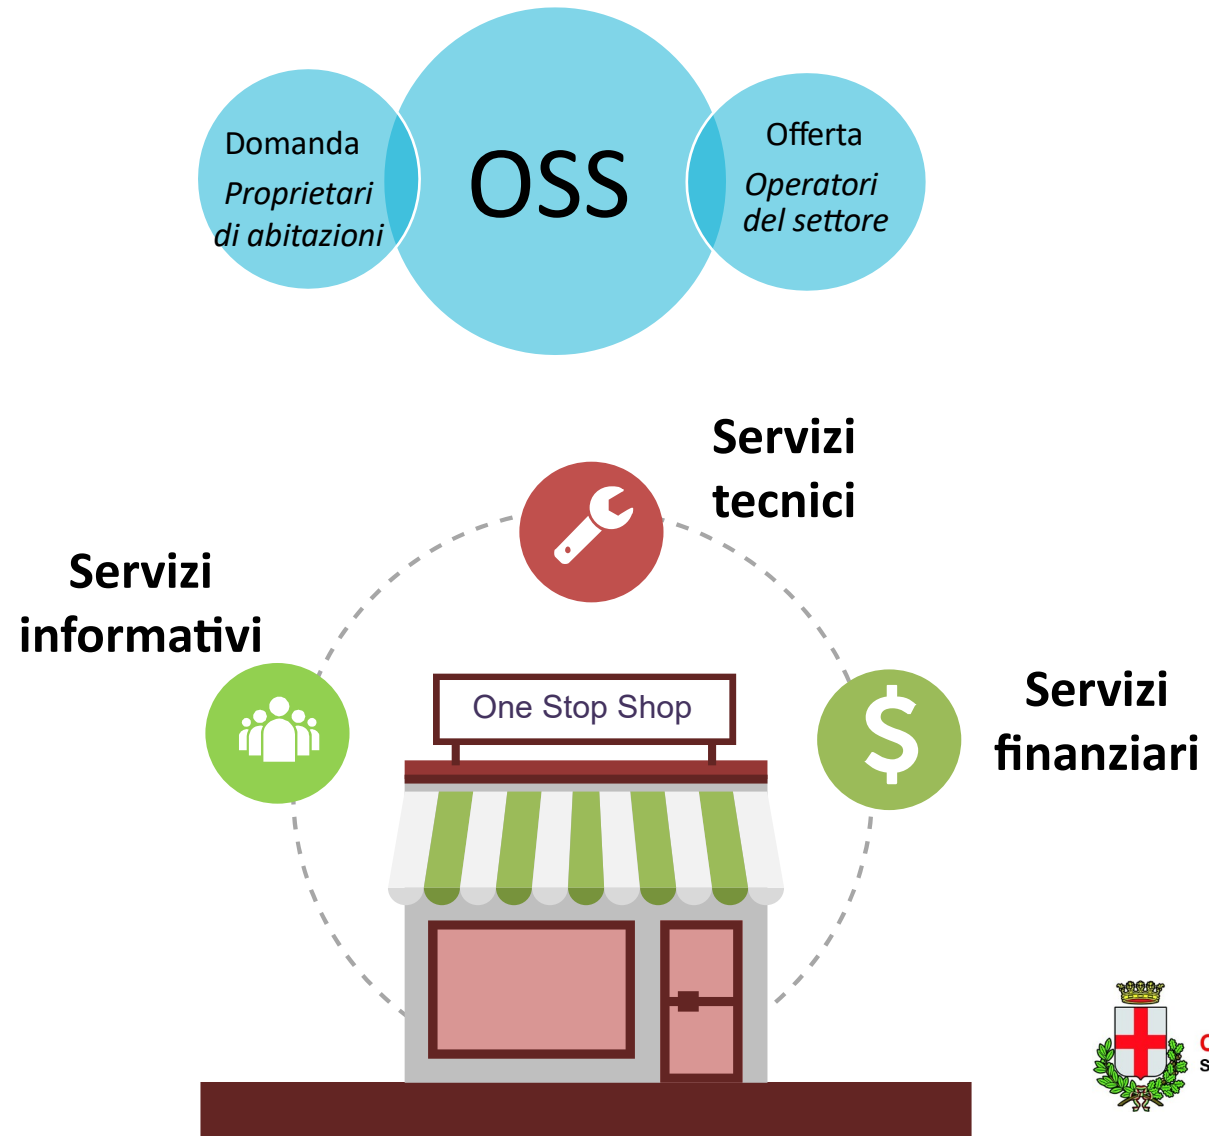 Domanda
Proprietari
di abitazioni
OSS
Offerta
Operatori
del settore
Servizi
tecnici
Servizi
informativi
One Stop Shop
Servizi
finanziari